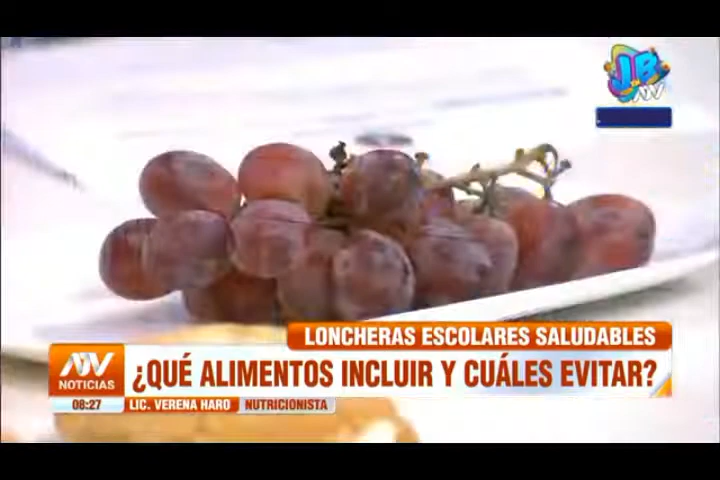 JB
ATV
LONCHERAS ESCOLARES SALUDABLES
ATV
NOTICIAS
¿QUÉ ALIMENTOS INCLUIR Y CUÁLES EVITAR?
08:27
LIC. VERENA HARO
NUTRICIONISTA